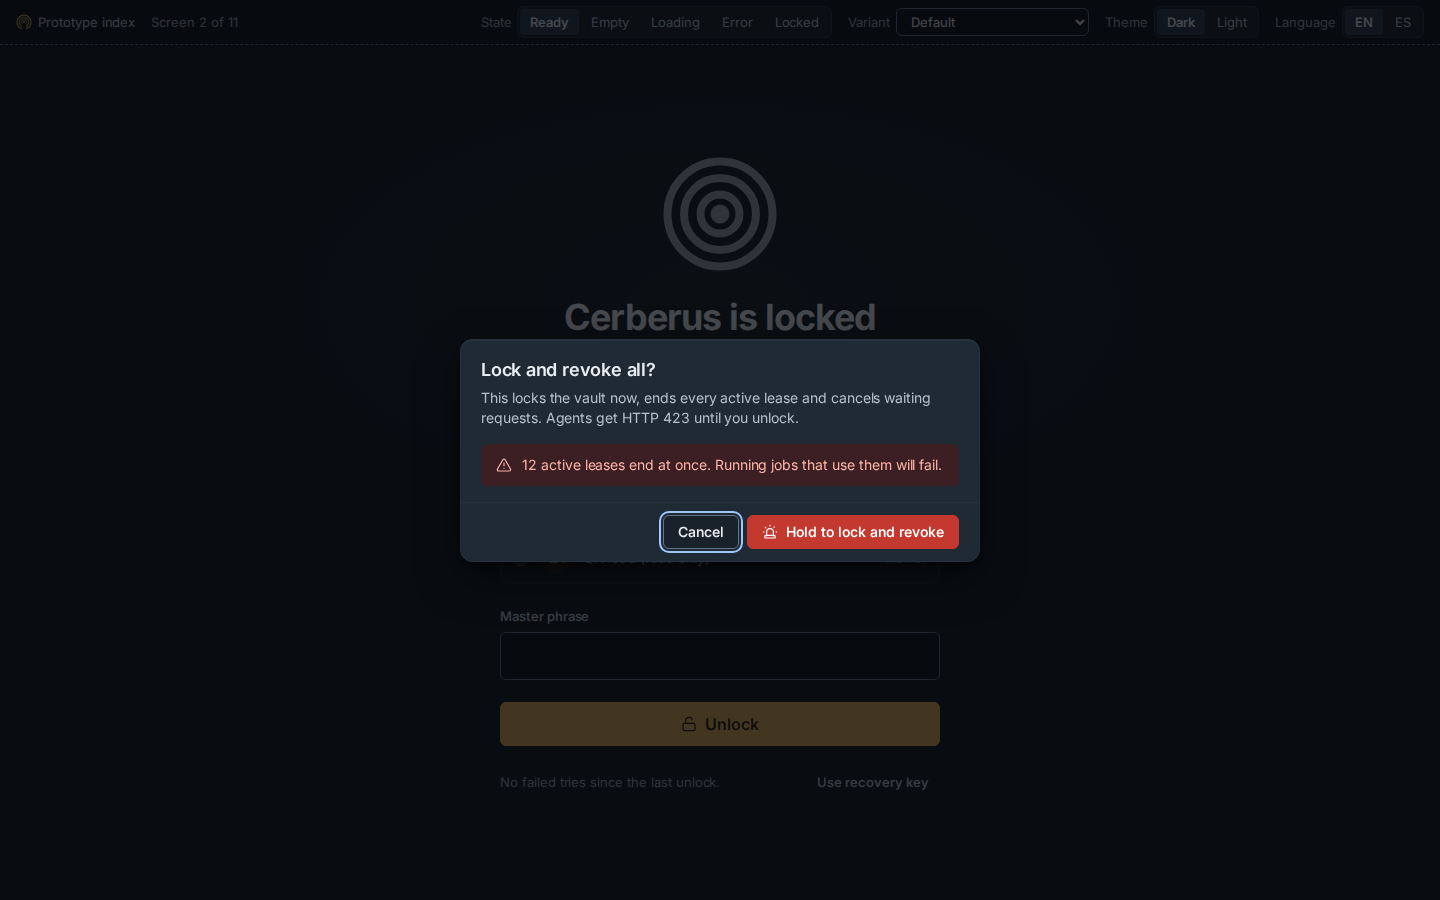 Prototype index
Screen 2 of 11
State
Ready
Empty
Loading
Error
Locked
Variant
Default
Theme
Dark
Light
Language
EN
ES
Cerberus is locked
Lock and revoke all?
This locks the vault now, ends every active lease and cancels waiting
requests. Agents get HTTP 423 until you unlock.
12 active leases end at once. Running jobs that use them will fail.
Cancel
Hold to lock and revoke
Master phrase
Unlock
No failed tries since the last unlock.
Use recovery key